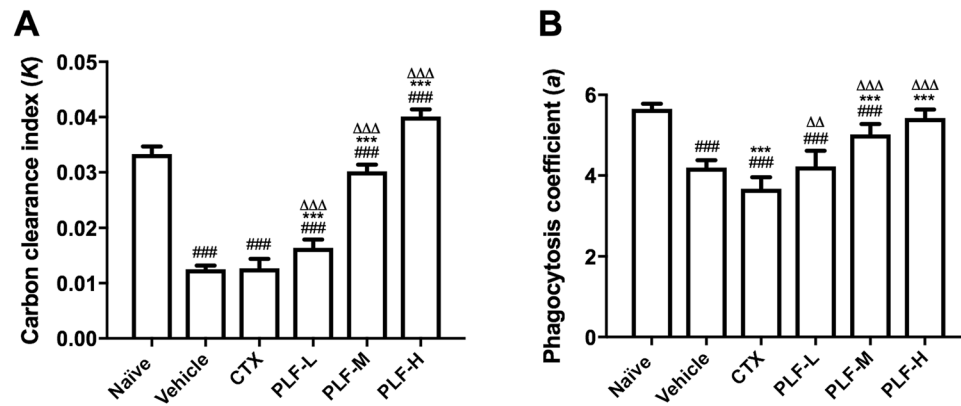 A
Carbon clearance index (K)
0.05
0.04
0.03
0.02
0.01
0.00
###
###
ΔΔΔ
***
###
ΔΔΔ
***
###
ΔΔΔ
***
###
Naïve
Vehicle
CTX
PLF-L
PLF-M
PLF-H
B
Phagocytosis coefficient (a)
6
4
2
0
###
***
###
ΔΔ
###
ΔΔΔ
***
###
ΔΔΔ
***
Naïve
Vehicle
CTX
PLF-L
PLF-M
PLF-H